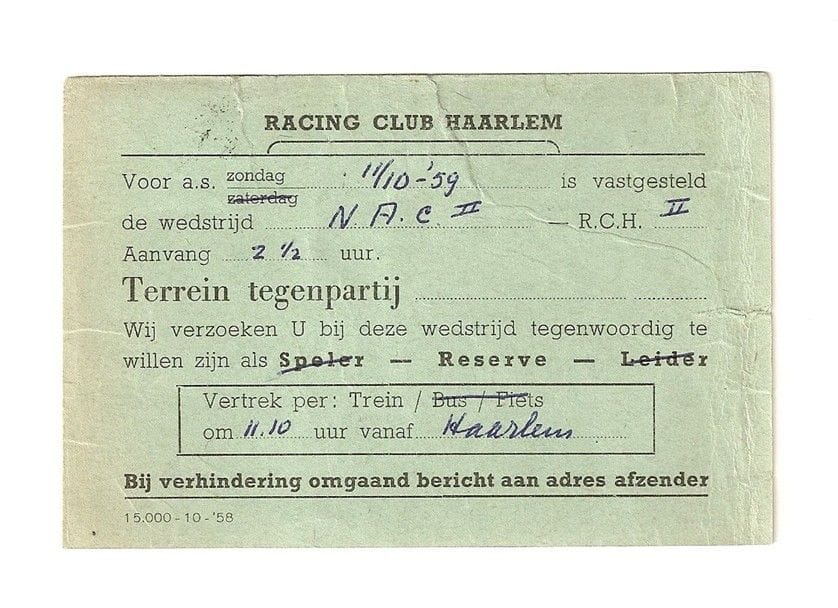 RACING CLUB HAARLEM
Voor a.s. zondag 11/10-'59 is vastgesteld
zaterdag
de wedstrijd N.A.C II — R.C.H. II
Aanvang 2 ½ uur.
Terrein tegenpartij
Wij verzoeken U bij deze wedstrijd tegenwoordig te
willen zijn als Speler — Reserve — Leider
Vertrek per: Trein / Bus / Fiets
om 11.10 uur vanaf Haarlem
Bij verhindering omgaand bericht aan adres afzender
15.000-10-'58